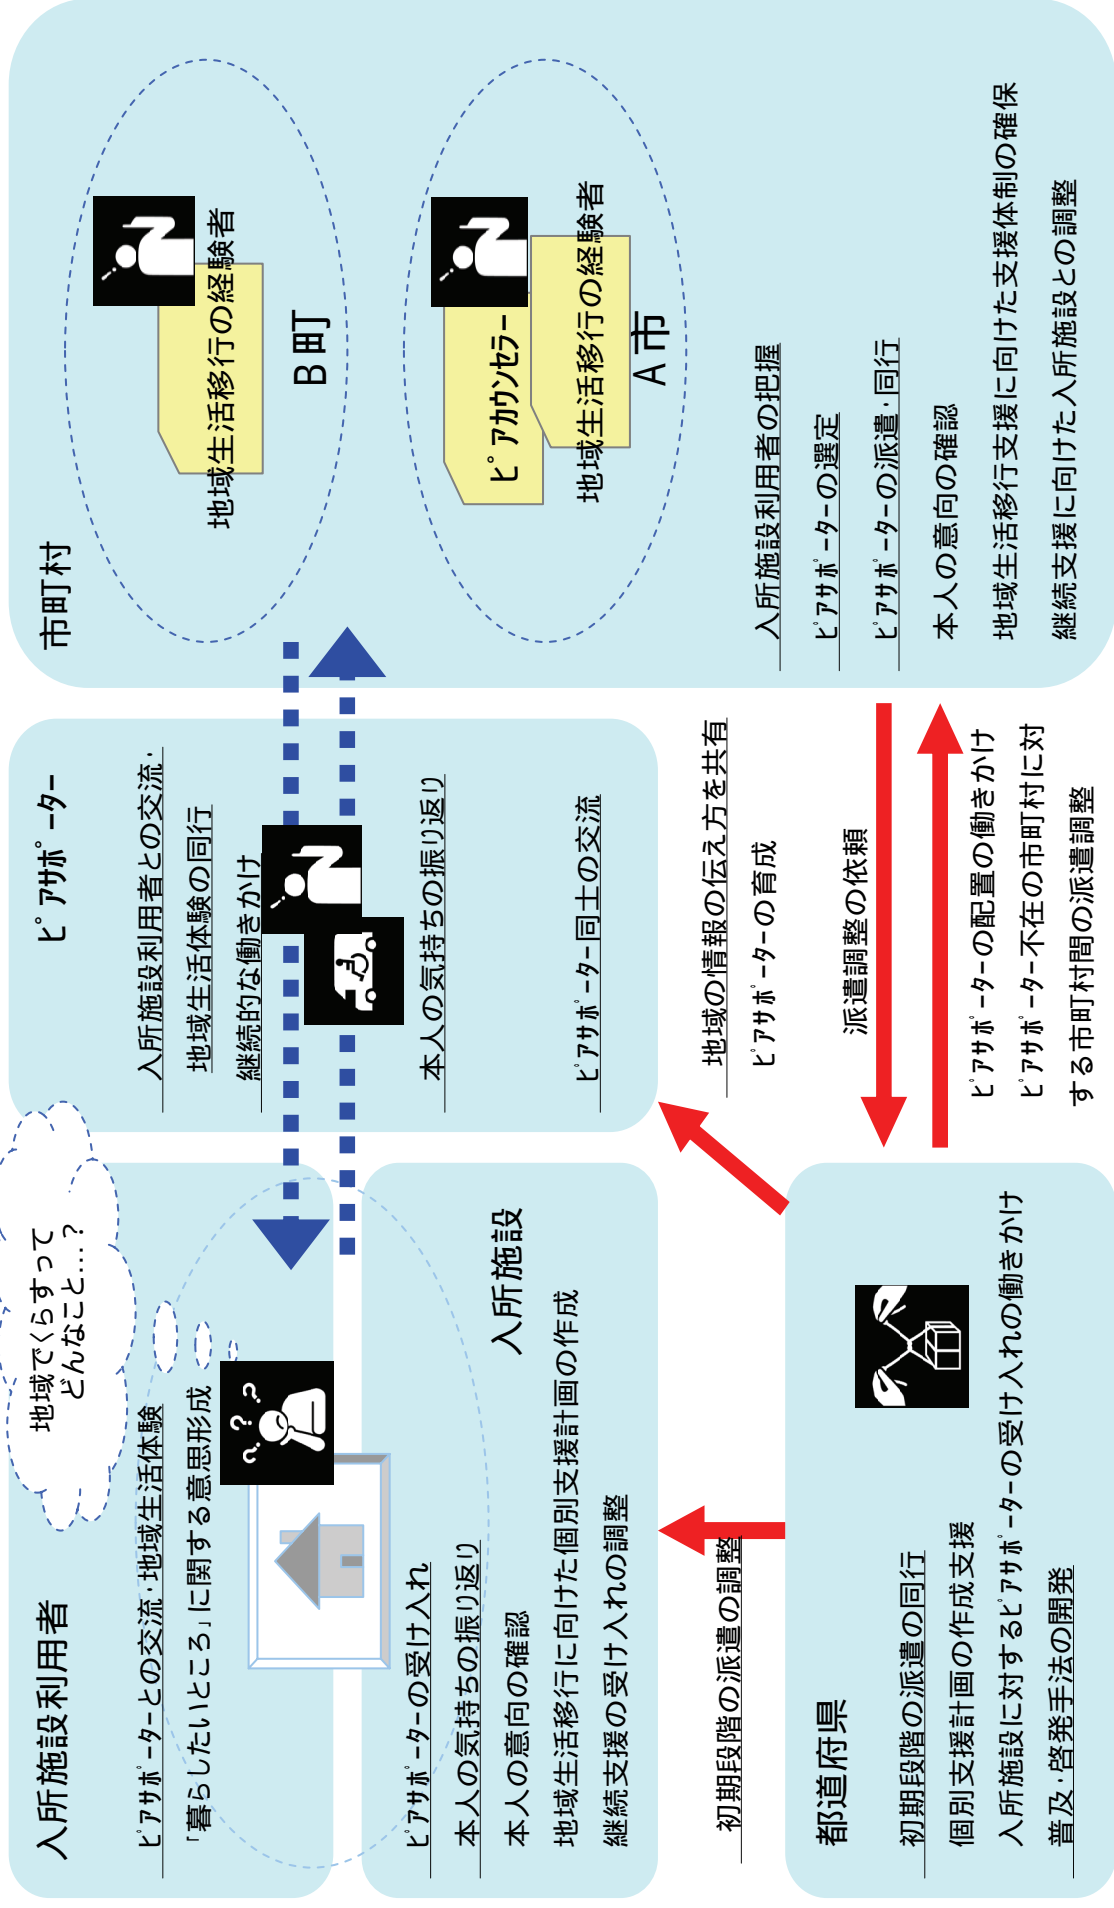 入所施設利用者
地域でくらすって
どんなこと…？
ﾋﾟｱｻﾎﾟｰﾀｰとの交流・地域生活体験
「暮らしたいところ」に関する意思形成
入所施設
ﾋﾟｱｻﾎﾟｰﾀｰの受け入れ
本人の気持ちの振り返り
本人の意向の確認
地域生活移行に向けた個別支援計画の作成
継続支援の受け入れの調整
ﾋﾟｱｻﾎﾟｰﾀｰ
入所施設利用者との交流・
地域生活体験の同行
継続的な働きかけ
本人の気持ちの振り返り
ﾋﾟｱｻﾎﾟｰﾀｰ同士の交流
市町村
地域生活移行の経験者
B町
ﾋﾟｱｶｳﾝｾﾗｰ
地域生活移行の経験者
A市
入所施設利用者の把握
ﾋﾟｱｻﾎﾟｰﾀｰの選定
ﾋﾟｱｻﾎﾟｰﾀｰの派遣・同行
本人の意向の確認
地域生活移行支援に向けた支援体制の確保
継続支援に向けた入所施設との調整
初期段階の派遣の調整
地域の情報の伝え方を共有
ﾋﾟｱｻﾎﾟｰﾀｰの育成
派遣調整の依頼
ﾋﾟｱｻﾎﾟｰﾀｰの配置の働きかけ
ﾋﾟｱｻﾎﾟｰﾀｰ不在の市町村に対
する市町村間の派遣調整
都道府県
初期段階の派遣の同行
個別支援計画の作成支援
入所施設に対するﾋﾟｱｻﾎﾟｰﾀｰの受け入れの働きかけ
普及・啓発手法の開発